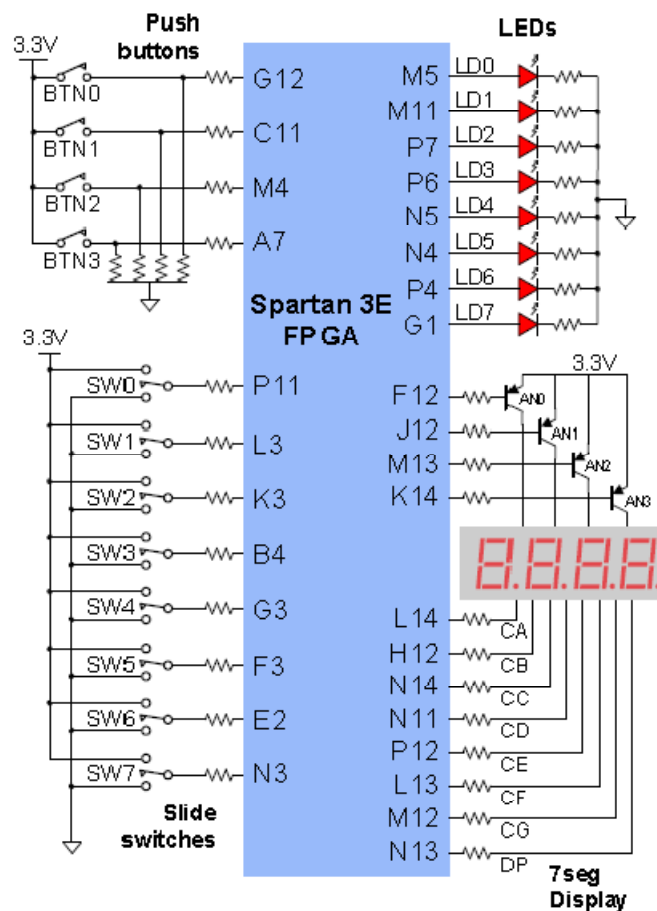 Push
buttons
3.3V
BTN0
BTN1
BTN2
BTN3
G12
C11
M4
A7
LEDs
M5 LD0
M11 LD1
P7 LD2
P6 LD3
N5 LD4
N4 LD5
P4 LD6
G1 LD7
Spartan 3E
FPGA
3.3V
SW0 P11
SW1 L3
SW2 K3
SW3 B4
SW4 G3
SW5 F3
SW6 E2
SW7 N3
Slide
switches
3.3V
F12 AN0
J12 AN1
M13 AN2
K14 AN3
8.8.8.8.
L14 CA
H12 CB
N14 CC
N11 CD
P12 CE
L13 CF
M12 CG
N13 DP
7seg
Display